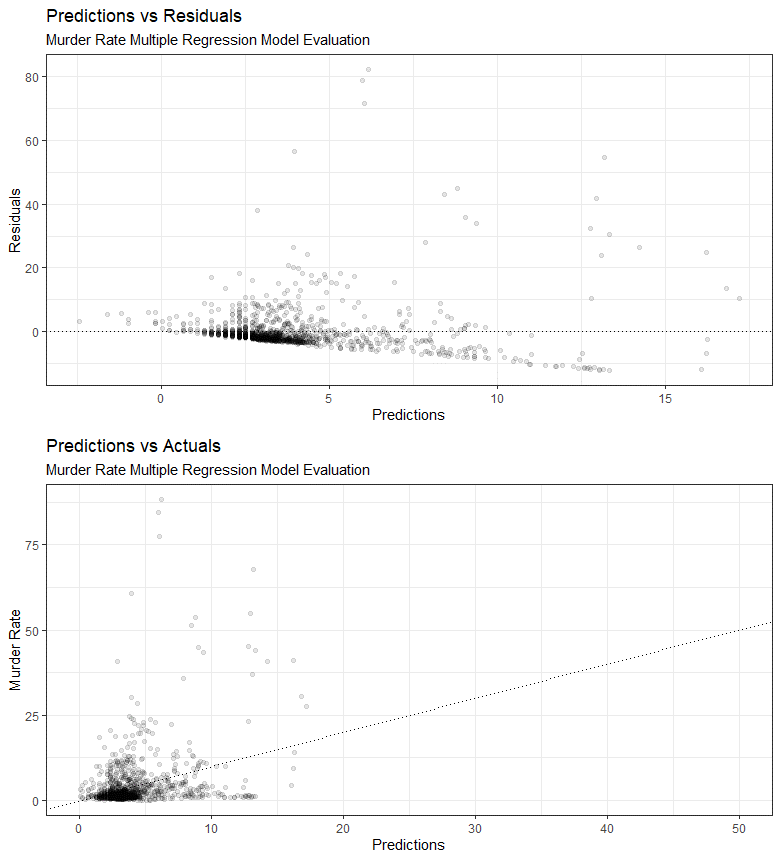 Predictions vs Residuals
Murder Rate Multiple Regression Model Evaluation
80
60
40
20
0
Residuals
0 5 10 15
Predictions
Predictions vs Actuals
Murder Rate Multiple Regression Model Evaluation
75
50
25
0
Murder Rate
0 10 20 30 40 50
Predictions